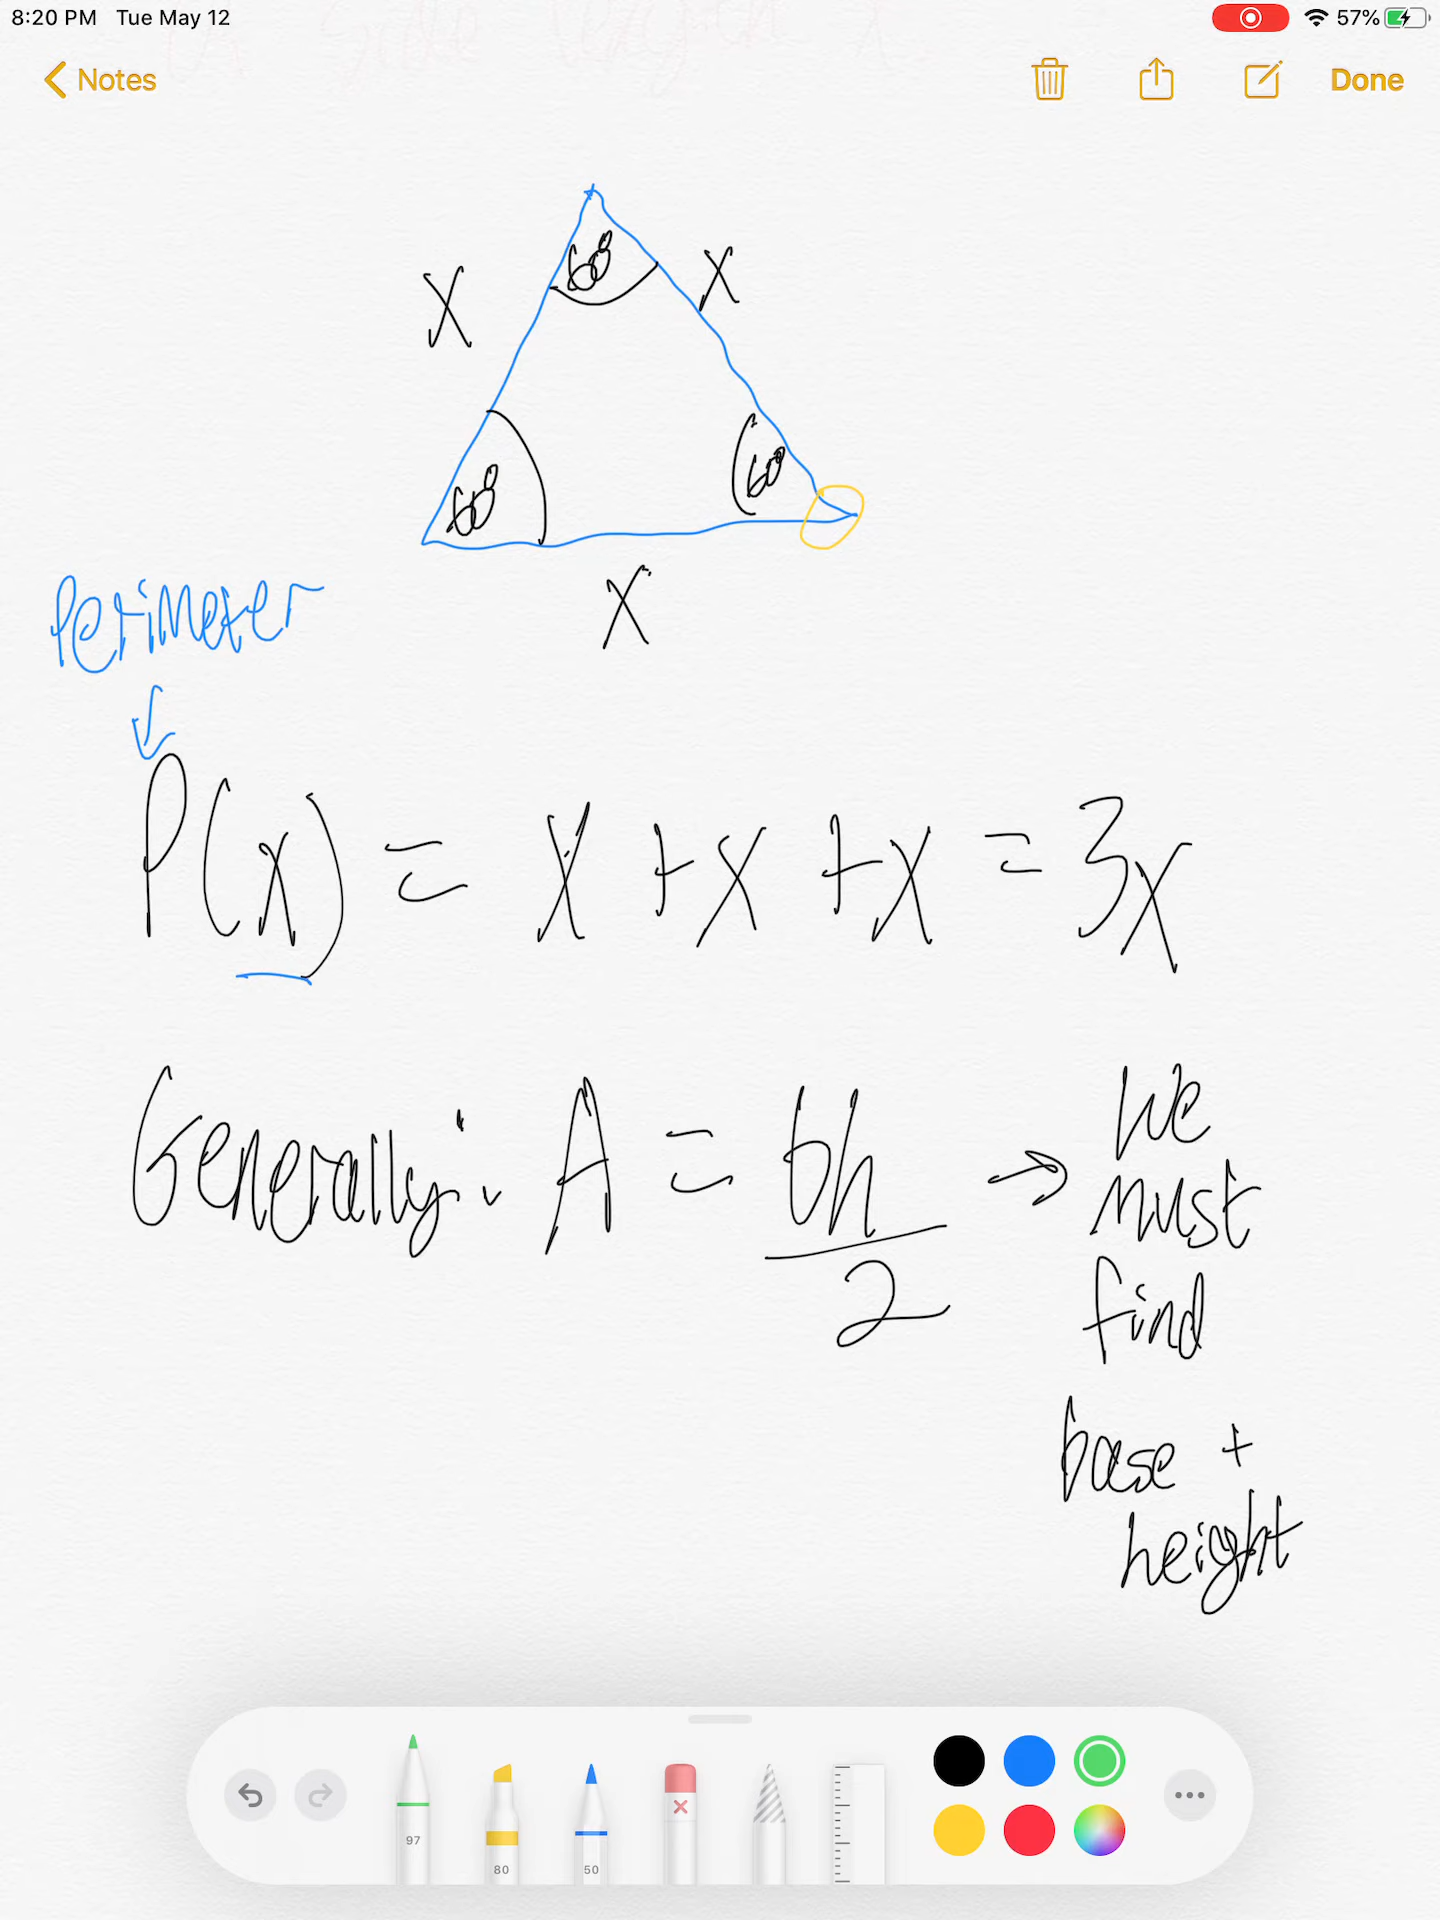 8:20 PM Tue May 12 57%
Notes Done
60°
X X
60° 60°
X
Perimeter
P(x) = x + x + x = 3x
Generally: A = bh/2 → We
must
find
base +
height
97 80 50